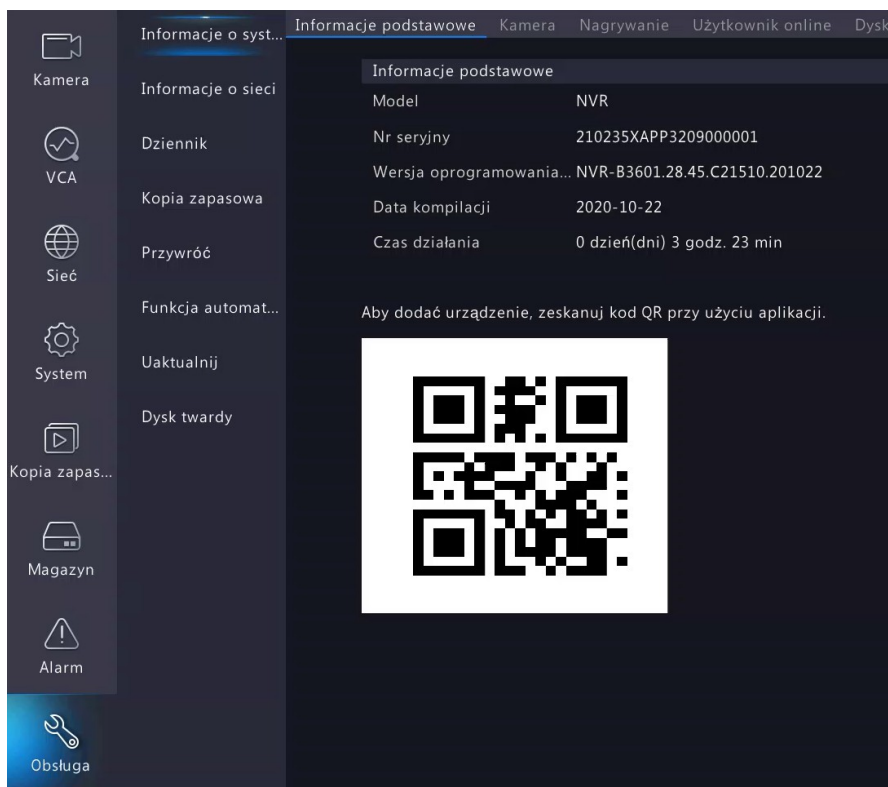 Kamera
VCA
Sieć
System
Kopia zapas...
Magazyn
Alarm
Obsługa
Informacje o syst...
Informacje o sieci
Dziennik
Kopia zapasowa
Przywróć
Funkcja automat...
Uaktualnij
Dysk twardy
Informacje podstawowe Kamera Nagrywanie Użytkownik online Dysk
Informacje podstawowe
Model NVR
Nr seryjny 210235XAPP3209000001
Wersja oprogramowania... NVR-B3601.28.45.C21510.201022
Data kompilacji 2020-10-22
Czas działania 0 dzień(dni) 3 godz. 23 min
Aby dodać urządzenie, zeskanuj kod QR przy użyciu aplikacji.